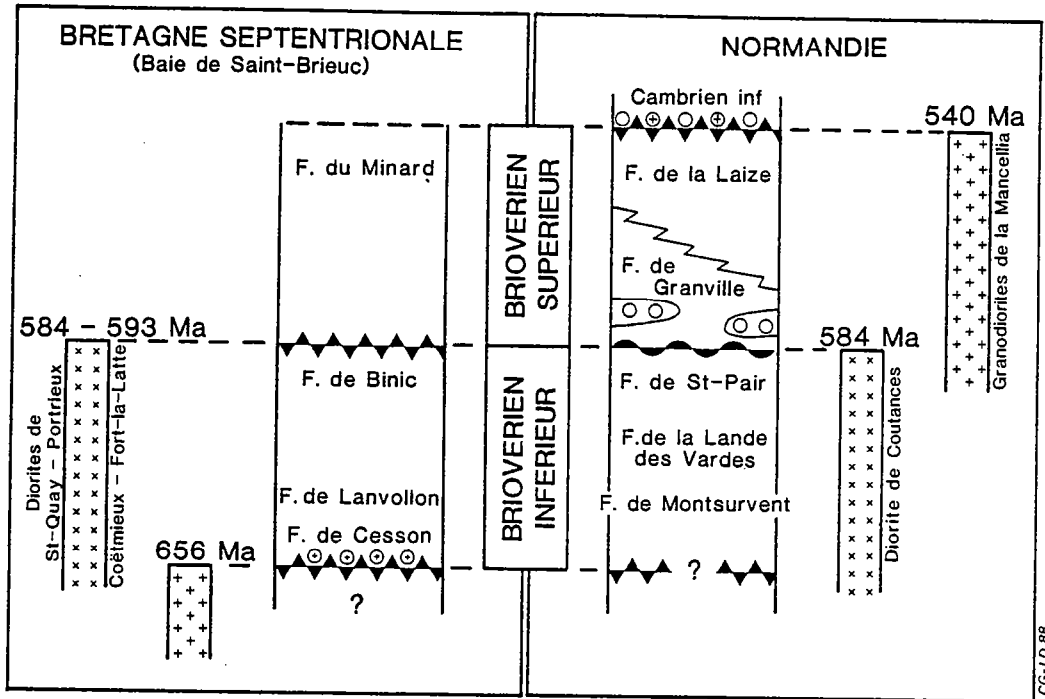 BRETAGNE SEPTENTRIONALE
(Baie de Saint-Brieuc)
584 - 593 Ma
Diorites de
St-Quay - Portrieux
Coëtmieux - Fort-la-Latte
656 Ma
F. du Minard
F. de Binic
F. de Lanvollon
F. de Cesson
?
BRIOVERIEN
SUPERIEUR
BRIOVERIEN
INFERIEUR
NORMANDIE
Cambrien inf
F. de la Laize
F. de
Granville
F. de St-Pair
F.de la Lande
des Vardes
F. de Montsurvent
?
584 Ma
Diorite de Coutances
540 Ma
Granodiorites de la Mancellia